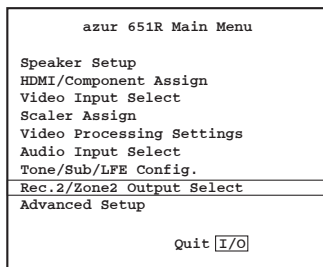 azur 651R Main Menu
Speaker Setup
HDMI/Component Assign
Video Input Select
Scaler Assign
Video Processing Settings
Audio Input Select
Tone/Sub/LFE Config.
Rec.2/Zone2 Output Select
Advanced Setup
Quit I/O